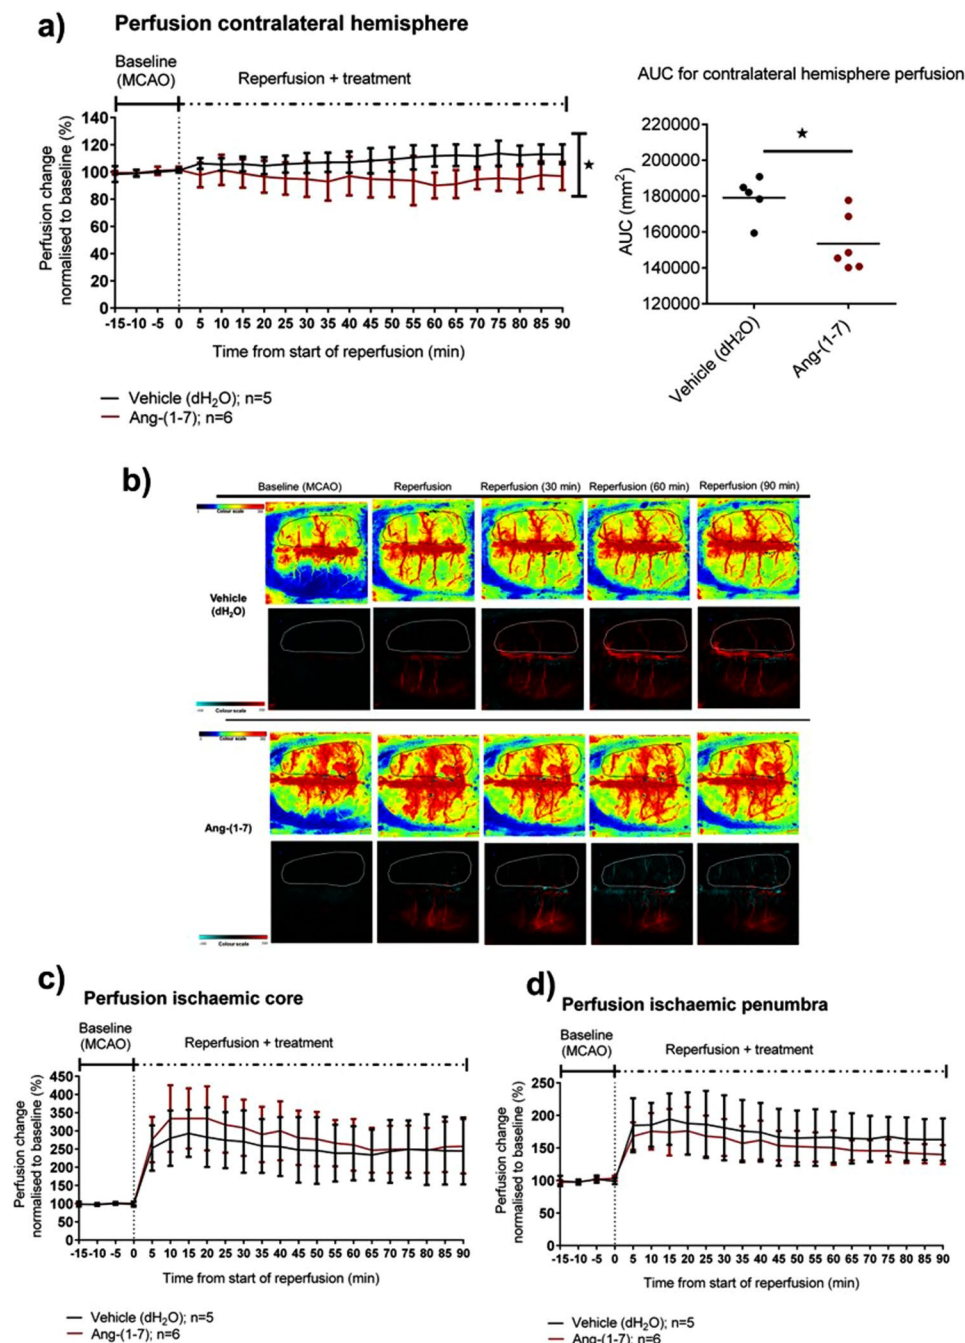 a)
Perfusion contralateral hemisphere
Baseline
(MCAO)
Reperfusion + treatment
Perfusion change
normalised to baseline (%)
140
120
100
80
60
40
20
0
-15 -10 -5 0 5 10 15 20 25 30 35 40 45 50 55 60 65 70 75 80 85 90
Time from start of reperfusion (min)
Vehicle (dH₂O); n=5
Ang-(1-7); n=6
★
AUC for contralateral hemisphere perfusion
AUC (mm²)
220000
200000
180000
160000
140000
120000
★
Vehicle (dH₂O)
Ang-(1-7)
b)
Baseline (MCAO) Reperfusion Reperfusion (30 min) Reperfusion (60 min) Reperfusion (90 min)
Colour scale
Vehicle
(dH₂O)
Colour scale
Colour scale
Ang-(1-7)
Colour scale
c)
Perfusion ischaemic core
Baseline
(MCAO)
Reperfusion + treatment
Perfusion change
normalised to baseline (%)
450
400
350
300
250
200
150
100
50
0
-15 -10 -5 0 5 10 15 20 25 30 35 40 45 50 55 60 65 70 75 80 85 90
Time from start of reperfusion (min)
Vehicle (dH₂O); n=5
Ang-(1-7); n=6
d)
Perfusion ischaemic penumbra
Baseline
(MCAO)
Reperfusion + treatment
Perfusion change
normalised to baseline (%)
250
200
150
100
50
0
-15 -10 -5 0 5 10 15 20 25 30 35 40 45 50 55 60 65 70 75 80 85 90
Time from start of reperfusion (min)
Vehicle (dH₂O); n=5
Ang-(1-7); n=6